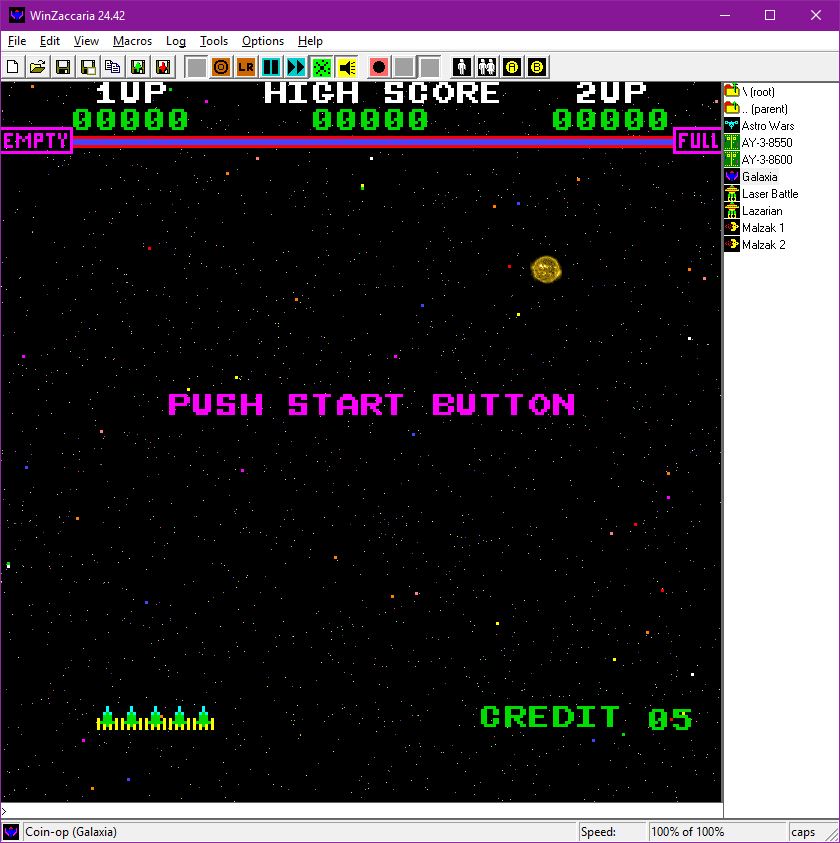 WinZaccaria 24.42
File Edit View Macros Log Tools Options Help
LR A B
1UP HIGH SCORE 2UP
00000 00000 00000
EMPTY FULL
PUSH START BUTTON
CREDIT 05
\ (root)
.. (parent)
Astro Wars
AY-3-8550
AY-3-8600
Galaxia
Laser Battle
Lazarian
Malzak 1
Malzak 2
>
Coin-op (Galaxia) Speed: 100% of 100% caps